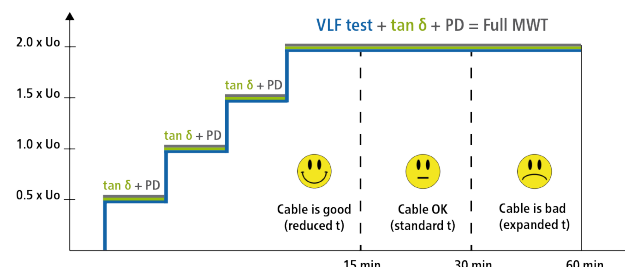 VLF test + tan δ + PD = Full MWT
2.0 x Uo
1.5 x Uo
1.0 x Uo
0.5 x Uo
tan δ + PD
tan δ + PD
tan δ + PD
Cable is good
(reduced t)
Cable OK
(standard t)
Cable is bad
(expanded t)
15 min
30 min
60 min